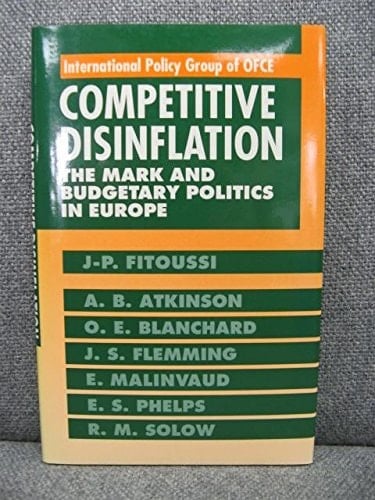 International Policy Group of OFCE
COMPETITIVE
DISINFLATION
THE MARK AND
BUDGETARY POLITICS
IN EUROPE
J-P. FITOUSSI
A. B. ATKINSON
O. E. BLANCHARD
J. S. FLEMMING
E. MALINVAUD
E. S. PHELPS
R. M. SOLOW